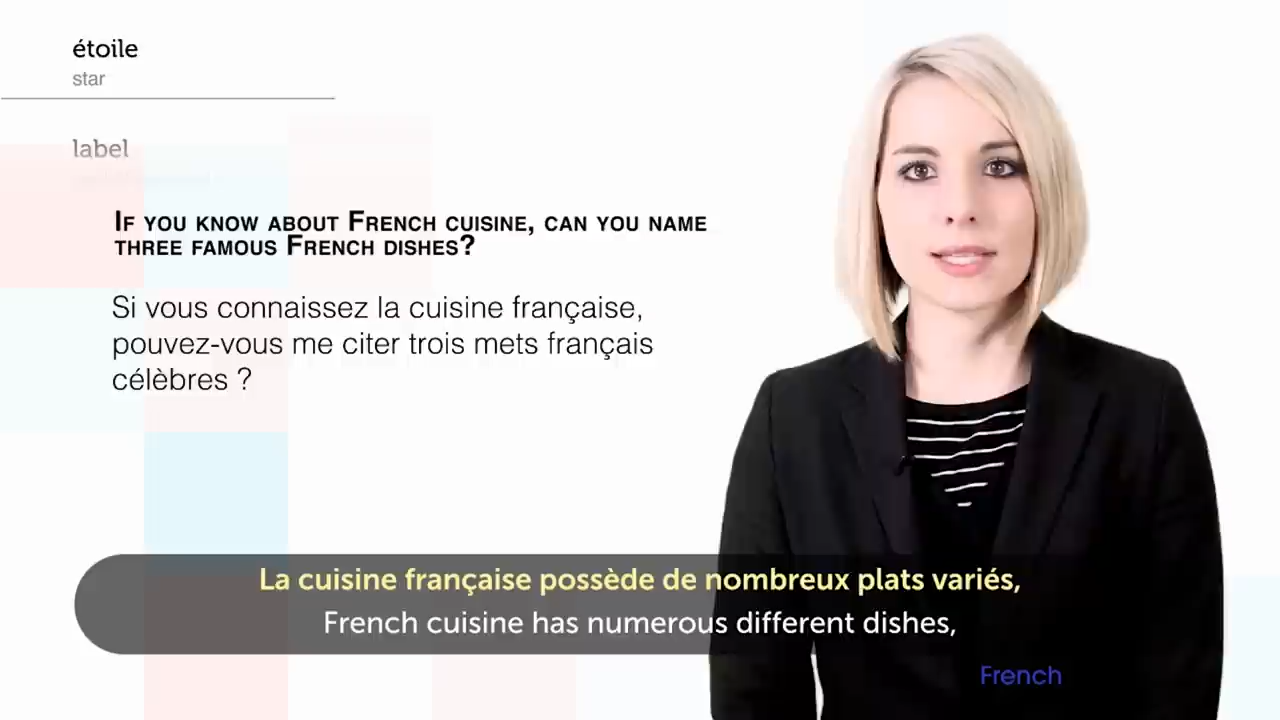 étoile
star
label
If you know about French cuisine, can you name
three famous French dishes?
Si vous connaissez la cuisine française,
pouvez-vous me citer trois mets français
célèbres ?
La cuisine française possède de nombreux plats variés,
French cuisine has numerous different dishes,
French